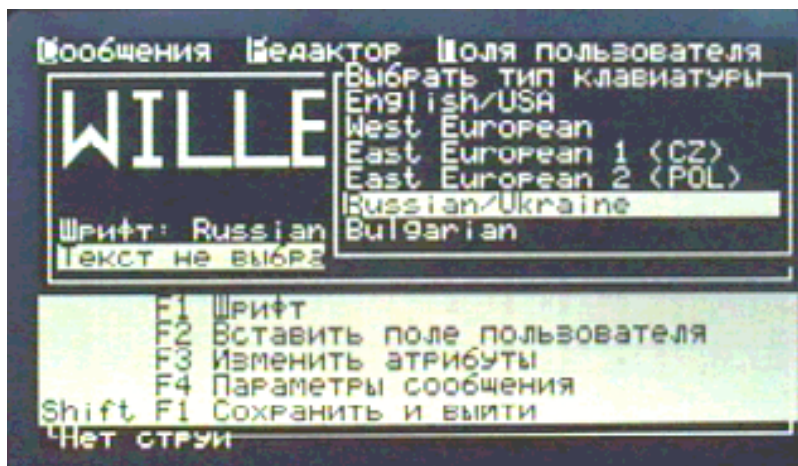 Сообщения Редактор Поля пользователя
Выбрать тип клавиатуры
WILLE
English/USA
West European
East European 1 (CZ)
East European 2 (POL)
Russian/Ukraine
Bulgarian
Шрифт: Russian
Текст не выбра
F1 Шрифт
F2 Вставить поле пользователя
F3 Изменить атрибуты
F4 Параметры сообщения
Shift F1 Сохранить и выйти
Нет струи